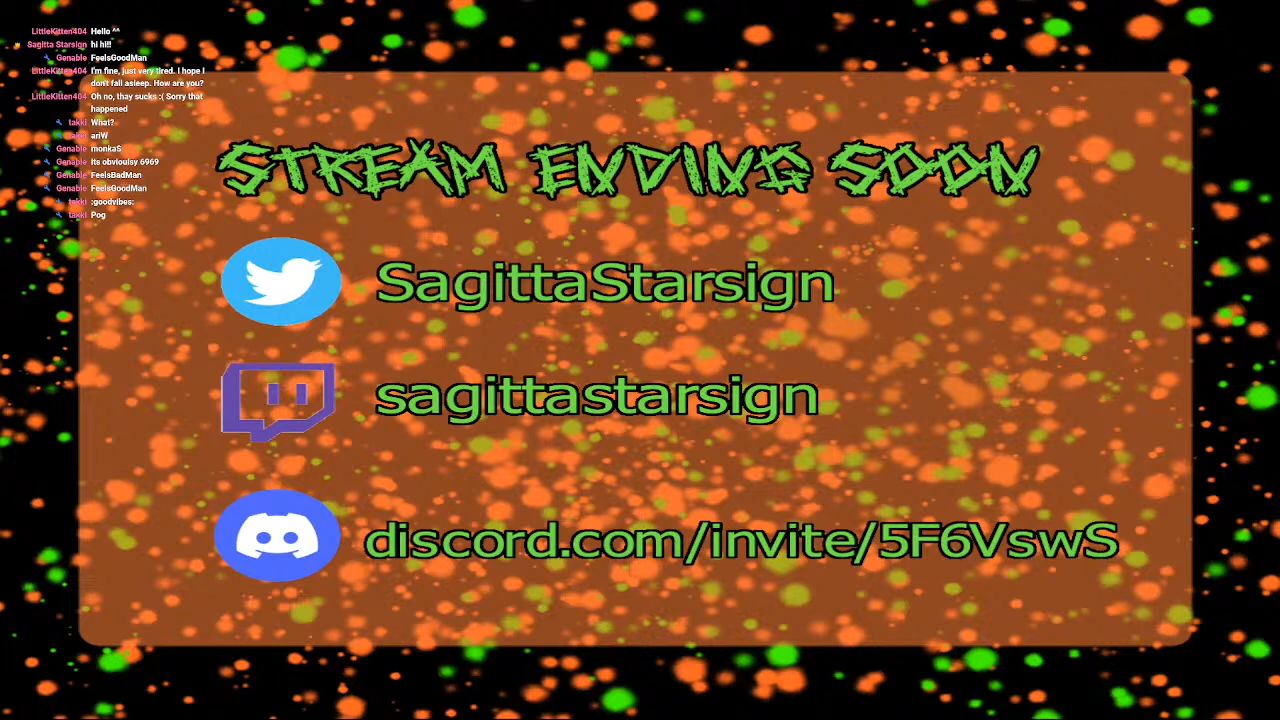 LittleKitten404 Hello ^^
Sagitta Starsign hi hi!!
Genable FeelsGoodMan
LittleKitten404 I'm fine, just very tired. I hope I
don't fall asleep. How are you?
LittleKitten404 Oh no, thay sucks :( Sorry that
happened
takki What?
takki ariW
Genable monkaS
Genable Its obvioulsy 6969
Genable FeelsBadMan
Genable FeelsGoodMan
takki :goodvibes:
takki Pog
STREAM ENDING SOON
SagittaStarsign
sagittastarsign
discord.com/invite/5F6VswS